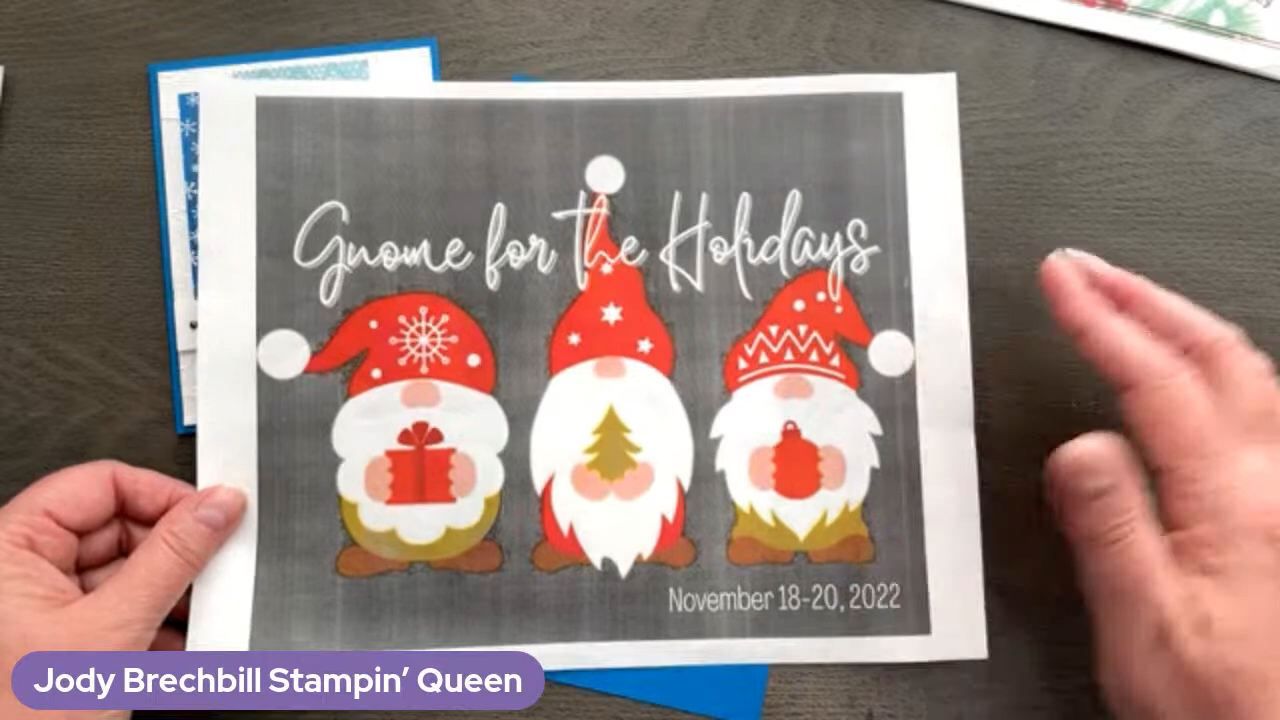 Gnome for the Holidays
November 18-20, 2022
Jody Brechbill Stampin' Queen